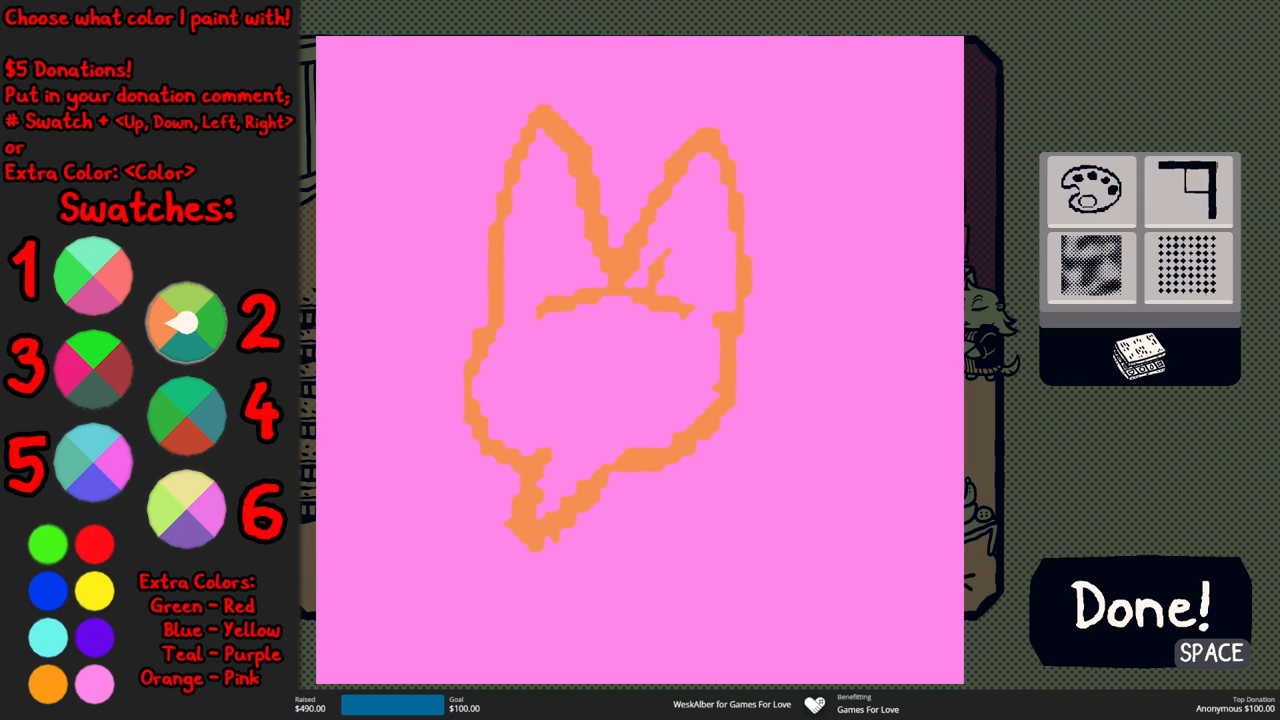 Choose what color I paint with!
$5 Donations!
Put in your donation comment;
# Swatch + <Up, Down, Left, Right>
or
Extra Color: <Color>
Swatches:
1
2
3
4
5
6
Extra Colors:
Green - Red
Blue - Yellow
Teal - Purple
Orange - Pink
Done!
SPACE
Raised
$490.00
Goal
$100.00
WeskAlber for Games For Love
Benefitting
Games For Love
Top Donation
Anonymous $100.00